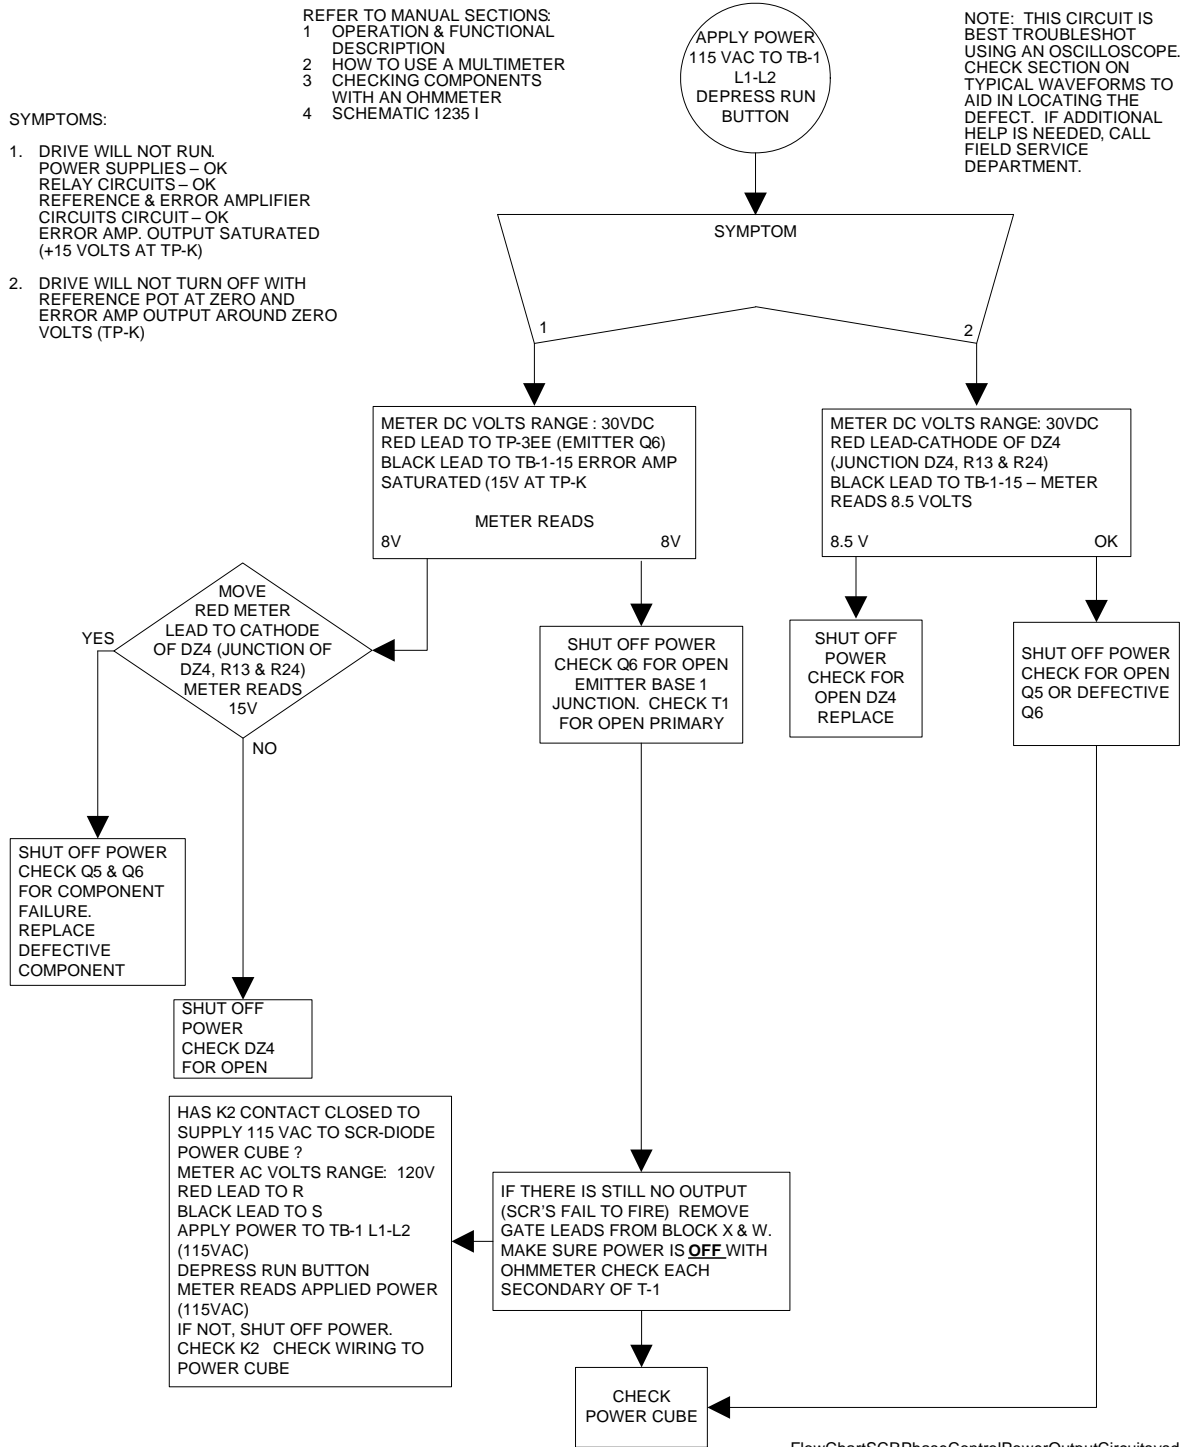 REFER TO MANUAL SECTIONS:
1 OPERATION & FUNCTIONAL
DESCRIPTION
2 HOW TO USE A MULTIMETER
3 CHECKING COMPONENTS
WITH AN OHMMETER
4 SCHEMATIC 1235 I
APPLY POWER
115 VAC TO TB-1
L1-L2
DEPRESS RUN
BUTTON
NOTE: THIS CIRCUIT IS
BEST TROUBLESHOT
USING AN OSCILLOSCOPE.
CHECK SECTION ON
TYPICAL WAVEFORMS TO
AID IN LOCATING THE
DEFECT. IF ADDITIONAL
HELP IS NEEDED, CALL
FIELD SERVICE
DEPARTMENT.
SYMPTOMS:
1. DRIVE WILL NOT RUN.
POWER SUPPLIES – OK
RELAY CIRCUITS – OK
REFERENCE & ERROR AMPLIFIER
CIRCUITS CIRCUIT – OK
ERROR AMP. OUTPUT SATURATED
(+15 VOLTS AT TP-K)
2. DRIVE WILL NOT TURN OFF WITH
REFERENCE POT AT ZERO AND
ERROR AMP OUTPUT AROUND ZERO
VOLTS (TP-K)
SYMPTOM
1
2
METER DC VOLTS RANGE : 30VDC
RED LEAD TO TP-3EE (EMITTER Q6)
BLACK LEAD TO TB-1-15 ERROR AMP
SATURATED (15V AT TP-K
METER READS
8V 8V
METER DC VOLTS RANGE: 30VDC
RED LEAD-CATHODE OF DZ4
(JUNCTION DZ4, R13 & R24)
BLACK LEAD TO TB-1-15 – METER
READS 8.5 VOLTS
8.5 V OK
MOVE
RED METER
LEAD TO CATHODE
OF DZ4 (JUNCTION OF
DZ4, R13 & R24)
METER READS
15V
YES
NO
SHUT OFF POWER
CHECK Q6 FOR OPEN
EMITTER BASE 1
JUNCTION. CHECK T1
FOR OPEN PRIMARY
SHUT OFF
POWER
CHECK FOR
OPEN DZ4
REPLACE
SHUT OFF POWER
CHECK FOR OPEN
Q5 OR DEFECTIVE
Q6
SHUT OFF POWER
CHECK Q5 & Q6
FOR COMPONENT
FAILURE.
REPLACE
DEFECTIVE
COMPONENT
SHUT OFF
POWER
CHECK DZ4
FOR OPEN
HAS K2 CONTACT CLOSED TO
SUPPLY 115 VAC TO SCR-DIODE
POWER CUBE ?
METER AC VOLTS RANGE: 120V
RED LEAD TO R
BLACK LEAD TO S
APPLY POWER TO TB-1 L1-L2
(115VAC)
DEPRESS RUN BUTTON
METER READS APPLIED POWER
(115VAC)
IF NOT, SHUT OFF POWER.
CHECK K2 CHECK WIRING TO
POWER CUBE
IF THERE IS STILL NO OUTPUT
(SCR'S FAIL TO FIRE) REMOVE
GATE LEADS FROM BLOCK X & W.
MAKE SURE POWER IS OFF WITH
OHMMETER CHECK EACH
SECONDARY OF T-1
CHECK
POWER CUBE